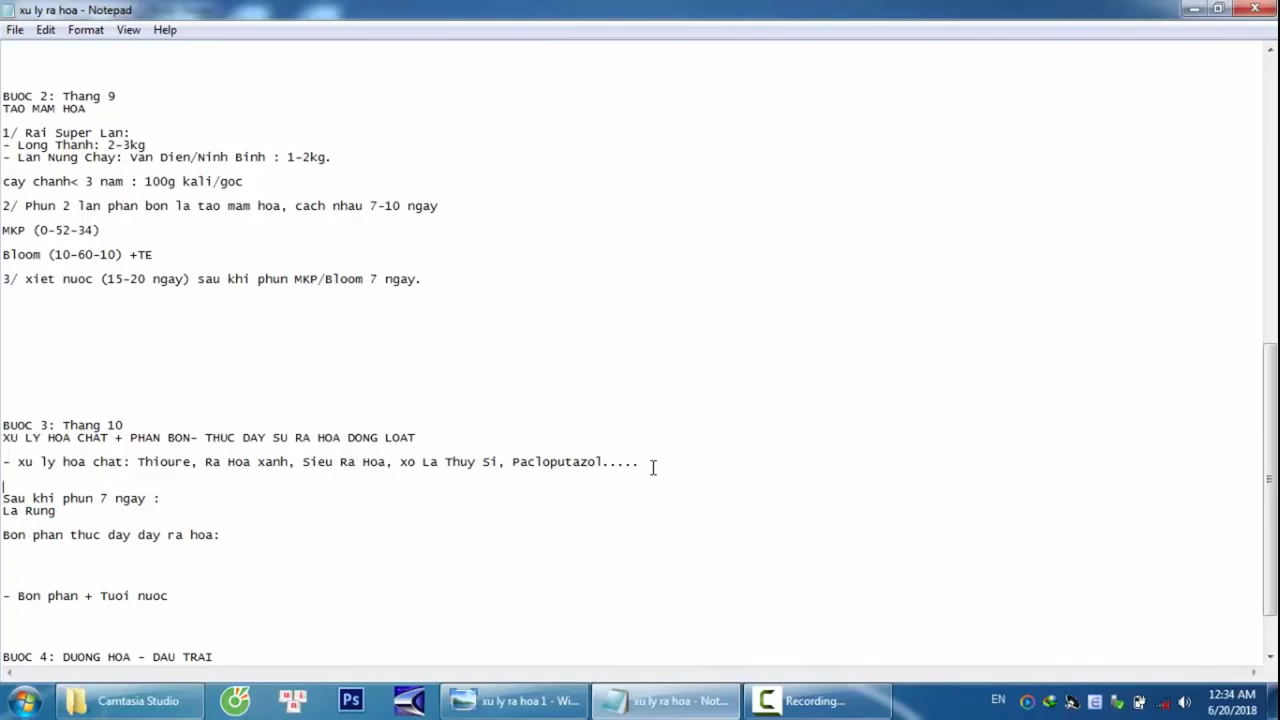 xu ly ra hoa - Notepad
File Edit Format View Help
BUOC 2: Thang 9
TAO MAM HOA
1/ Rai Super Lan:
- Long Thanh: 2-3kg
- Lan Nung Chay: Van Dien/Ninh Binh : 1-2kg.
cay chanh< 3 nam : 100g kali/goc
2/ Phun 2 lan phan bon la tao mam hoa, cach nhau 7-10 ngay
MKP (0-52-34)
Bloom (10-60-10) +TE
3/ xiet nuoc (15-20 ngay) sau khi phun MKP/Bloom 7 ngay.
BUOC 3: Thang 10
XU LY HOA CHAT + PHAN BON- THUC DAY SU RA HOA DONG LOAT
- xu ly hoa chat: Thioure, Ra Hoa xanh, Sieu Ra Hoa, xo La Thuy Si, Pacloputazol.....
Sau khi phun 7 ngay :
La Rung
Bon phan thuc day day ra hoa:
- Bon phan + Tuoi nuoc
BUOC 4: DUONG HOA - DAU TRAI
Camtasia Studio
Ps
xu ly ra hoa 1 - Wi...
xu ly ra hoa - Not...
Recording...
EN
12:34 AM
6/20/2018